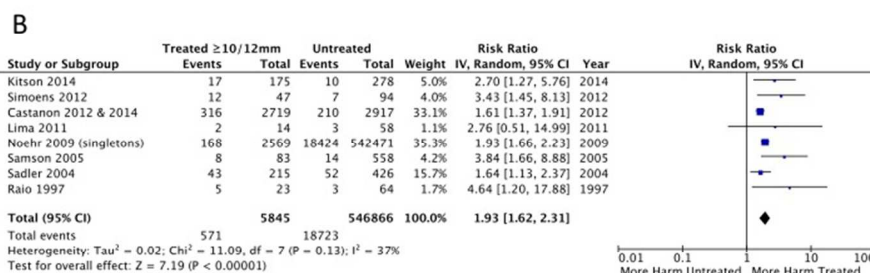 B
Treated ≥10/12mm Untreated Risk Ratio Risk Ratio
Study or Subgroup Events Total Events Total Weight IV, Random, 95% CI Year IV, Random, 95% CI
Kitson 2014 17 175 10 278 5.0% 2.70 [1.27, 5.76] 2014
Simoens 2012 12 47 7 94 4.0% 3.43 [1.45, 8.13] 2012
Castanon 2012 & 2014 316 2719 210 2917 33.1% 1.61 [1.37, 1.91] 2012
Lima 2011 2 14 3 58 1.1% 2.76 [0.51, 14.99] 2011
Noehr 2009 (singletons) 168 2569 18424 542471 35.3% 1.93 [1.66, 2.23] 2009
Samson 2005 8 83 14 558 4.2% 3.84 [1.66, 8.88] 2005
Sadler 2004 43 215 52 426 15.7% 1.64 [1.13, 2.37] 2004
Raio 1997 5 23 3 64 1.7% 4.64 [1.20, 17.88] 1997
Total (95% CI) 5845 546866 100.0% 1.93 [1.62, 2.31]
Total events 571 18723
Heterogeneity: Tau² = 0.02; Chi² = 11.09, df = 7 (P = 0.13); I² = 37%
Test for overall effect: Z = 7.19 (P < 0.00001)
0.01 0.1 1 10
More Harm Untreated More Harm Treated